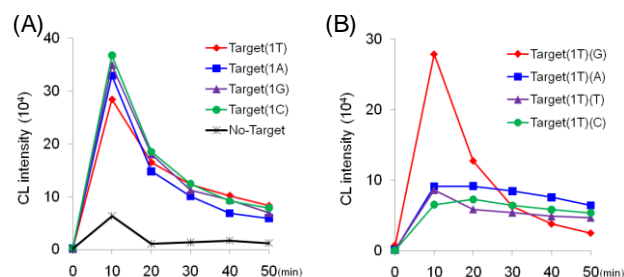 (A)
(B)
40
30
20
10
0
CL intensity (10⁴)
Target(1T)
Target(1A)
Target(1G)
Target(1C)
No-Target
0 10 20 30 40 50 (min)
30
20
10
0
CL intensity (10⁴)
Target(1T)(G)
Target(1T)(A)
Target(1T)(T)
Target(1T)(C)
0 10 20 30 40 50 (min)